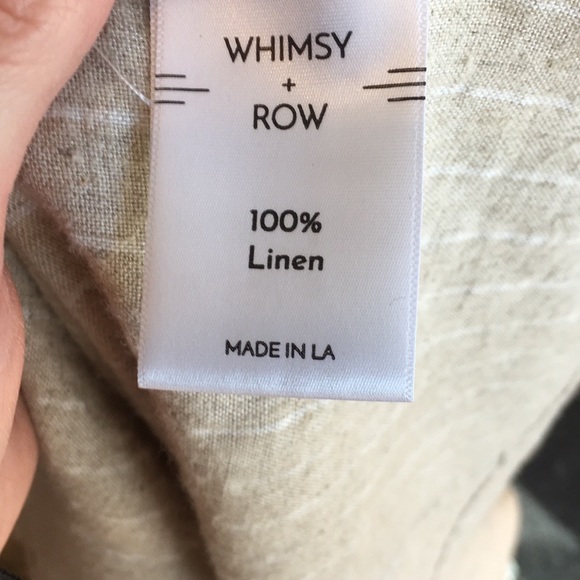 WHIMSY
+
ROW
100%
Linen
MADE IN LA